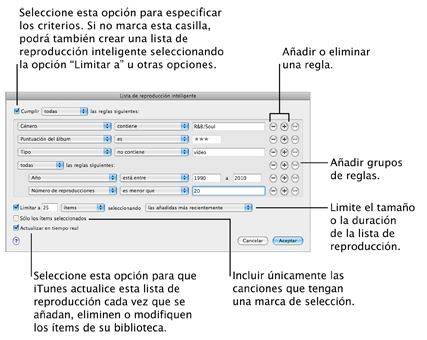 Seleccione esta opción para especificar
los criterios. Si no marca esta casilla,
podrá también crear una lista de
reproducción inteligente seleccionando
la opción “Limitar a” u otras opciones.
Añadir o eliminar
una regla.
Lista de reproducción inteligente
Cumplir todas las reglas siguientes:
Género contiene R&B/Soul
Puntuación del álbum es ★★★
Tipo no contiene vídeo
todas las reglas siguientes:
Año está entre 1990 a 2010
Número de reproducciones es menor que 20
Limitar a 25 ítems seleccionando las añadidas más recientemente
Sólo los ítems seleccionados
Actualizar en tiempo real
? Cancelar Aceptar
Añadir grupos
de reglas.
Limite el tamaño
o la duración
de la lista de
reproducción.
Seleccione esta opción para que
iTunes actualice esta lista de
reproducción cada vez que se
añadan, eliminen o modifiquen
los ítems de su biblioteca.
Incluir únicamente las
canciones que tengan
una marca de selección.